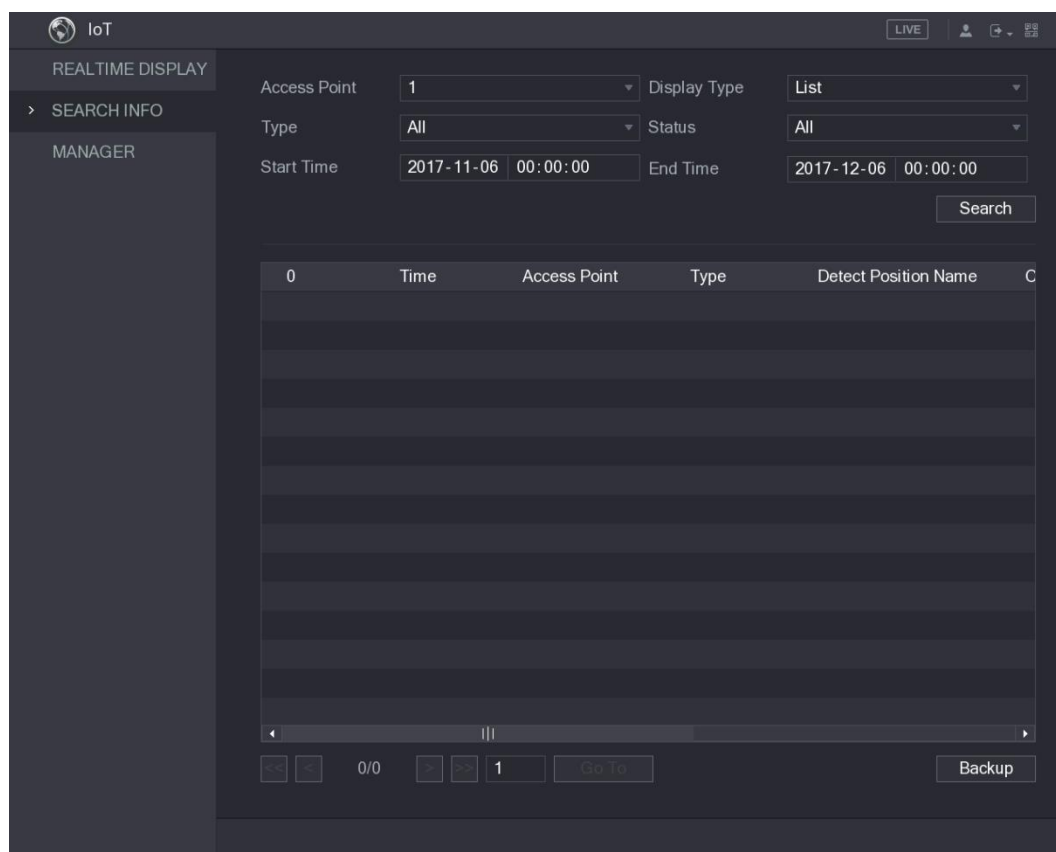 IoT
LIVE
REALTIME DISPLAY
> SEARCH INFO
MANAGER
Access Point 1 Display Type List
Type All Status All
Start Time 2017-11-06 00:00:00 End Time 2017-12-06 00:00:00
Search
0 Time Access Point Type Detect Position Name C
<< < 0/0 > >> 1 Go To Backup